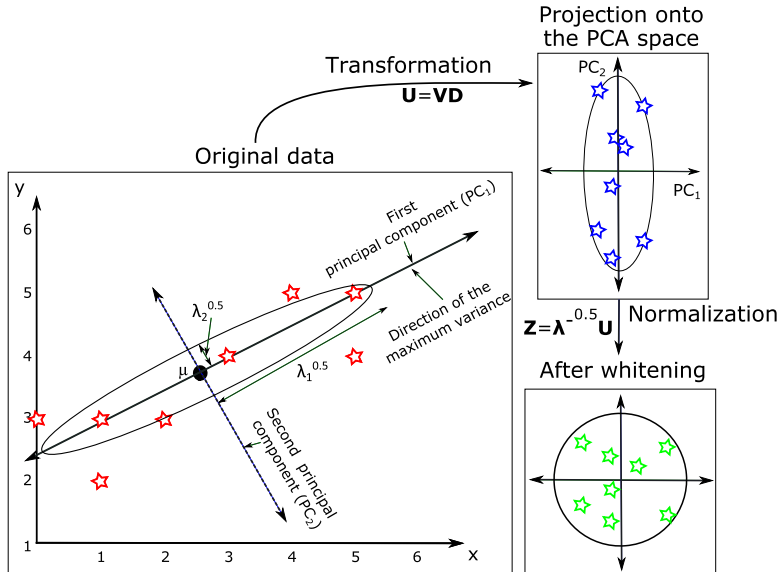 Projection onto
the PCA space
Transformation
U=VD
PC2
PC1
Original data
y
6
5
4
3
2
1
1
2
3
4
5
6
x
First
principal component (PC1)
Direction of the
maximum variance
λ2^0.5
λ1^0.5
μ
Second principal
component (PC2)
Z=λ^-0.5U
Normalization
After whitening